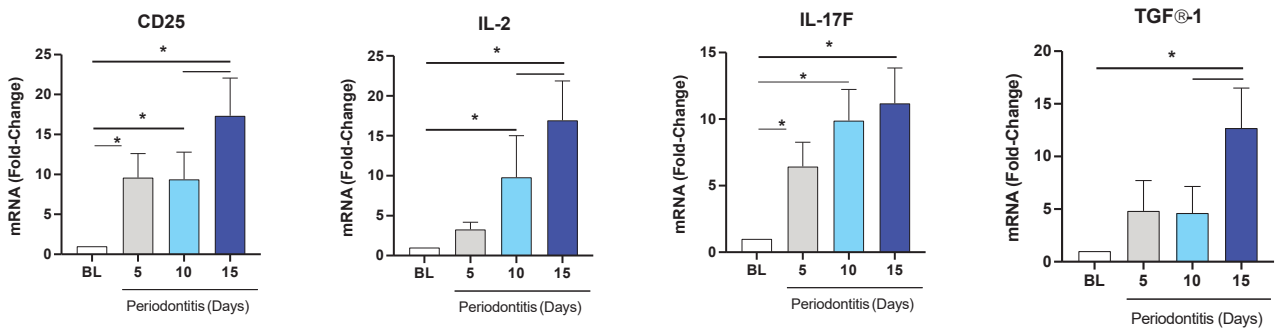 CD25
*
*
*
mRNA (Fold-Change)
25
20
15
10
5
0
BL 5 10 15
Periodontitis (Days)
IL-2
*
*
mRNA (Fold-Change)
25
20
15
10
5
0
BL 5 10 15
Periodontitis (Days)
IL-17F
*
*
*
mRNA (Fold-Change)
15
10
5
0
BL 5 10 15
Periodontitis (Days)
TGF®-1
*
mRNA (Fold-Change)
20
15
10
5
0
BL 5 10 15
Periodontitis (Days)